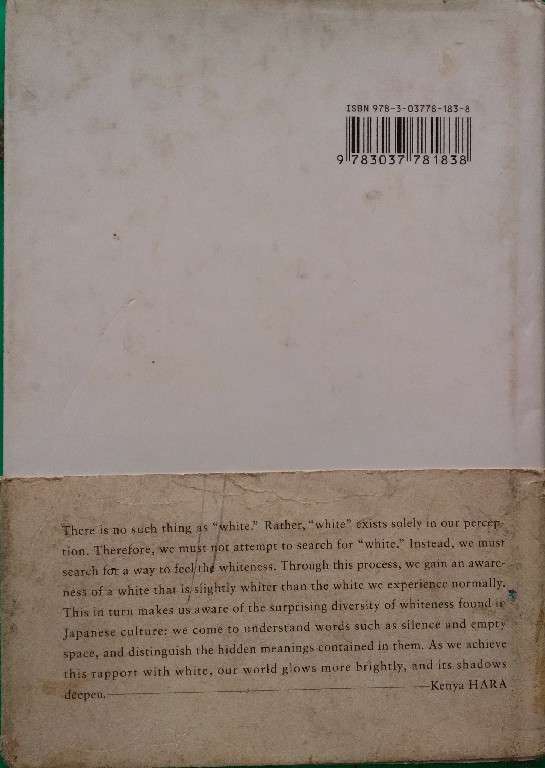 ISBN 978-3-03778-183-8
9 783037 781838
There is no such thing as “white.” Rather, “white” exists solely in our percep-
tion. Therefore, we must not attempt to search for “white.” Instead, we must
search for a way to feel the whiteness. Through this process, we gain an aware-
ness of a white that is slightly whiter than the white we experience normally.
This in turn makes us aware of the surprising diversity of whiteness found in
Japanese culture: we come to understand words such as silence and empty
space, and distinguish the hidden meanings contained in them. As we achieve
this rapport with white, our world glows more brightly, and its shadows
deepen.——Kenya HARA